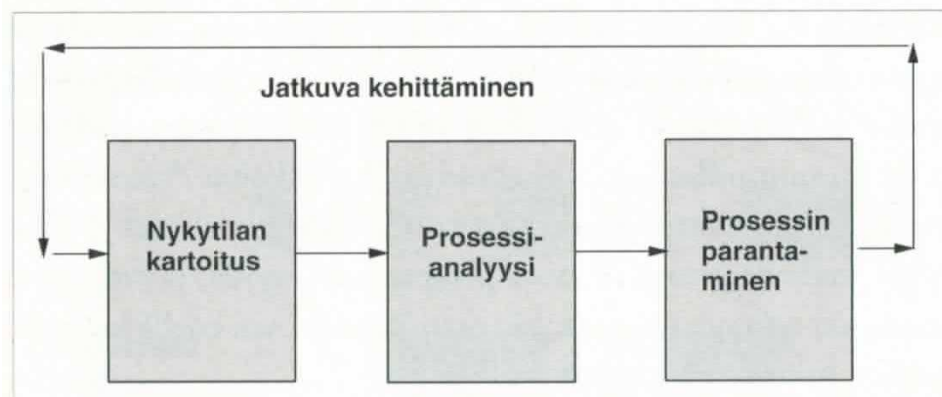 Jatkuva kehittäminen
Nykytilan
kartoitus
Prosessi-
analyysi
Prosessin
paranta-
minen